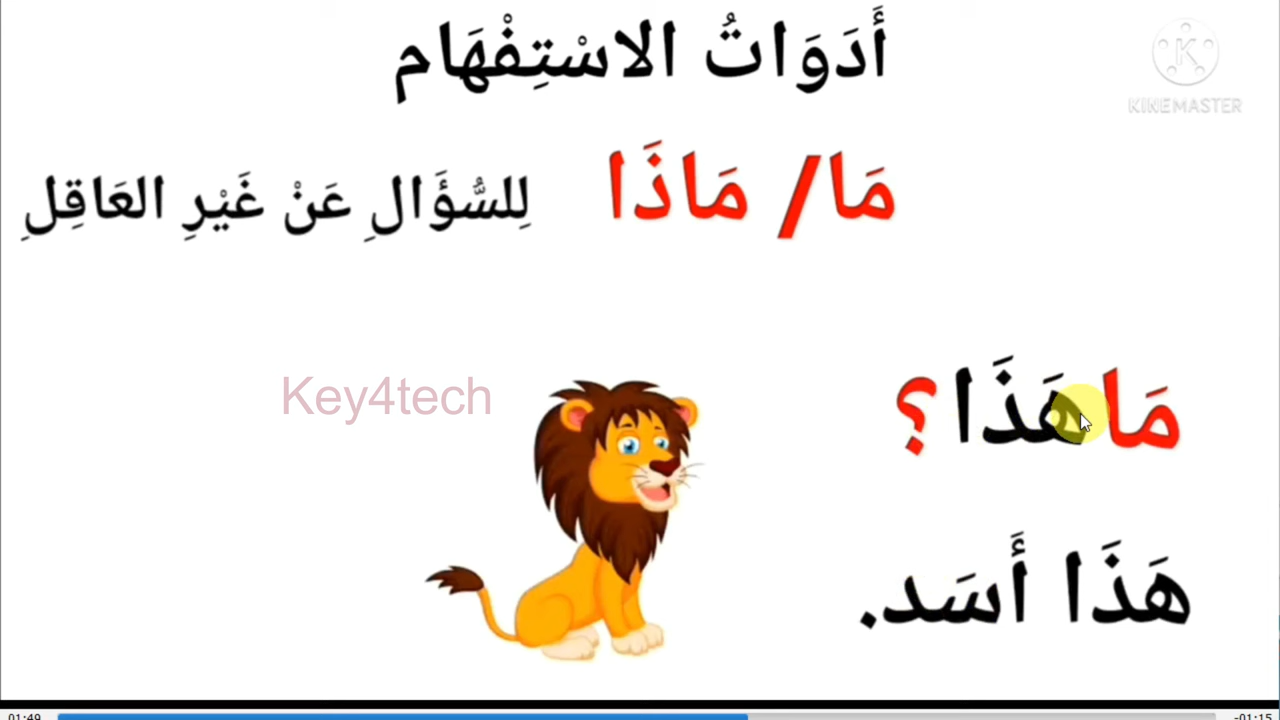 أَدَوَاتُ الاسْتِفْهَام
KINEMASTER
مَا/ مَاذَا لِلسُّؤَالِ عَنْ غَيْرِ العَاقِلِ
Key4tech
مَا هَذَا؟
هَذَا أَسَد.
01:49 -01:15